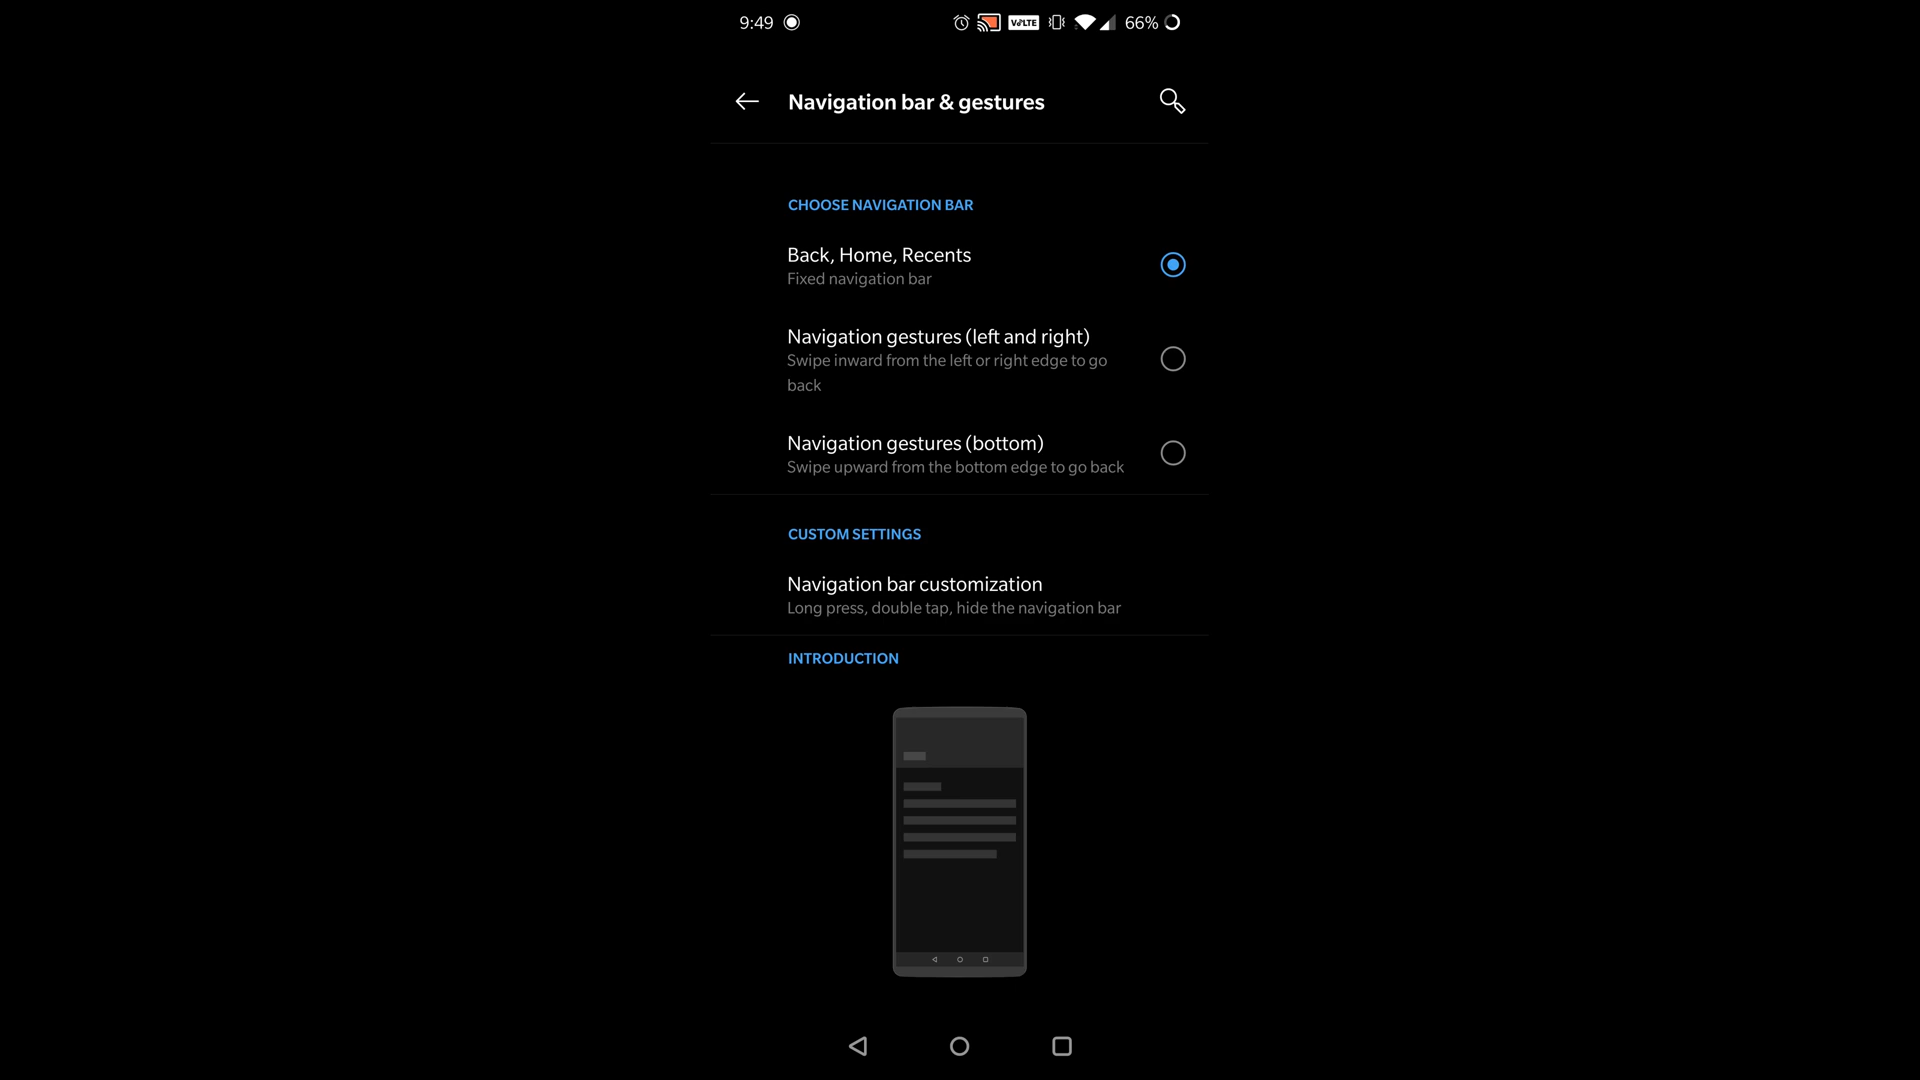 9:49
VoLTE
66%
Navigation bar & gestures
CHOOSE NAVIGATION BAR
Back, Home, Recents
Fixed navigation bar
Navigation gestures (left and right)
Swipe inward from the left or right edge to go
back
Navigation gestures (bottom)
Swipe upward from the bottom edge to go back
CUSTOM SETTINGS
Navigation bar customization
Long press, double tap, hide the navigation bar
INTRODUCTION